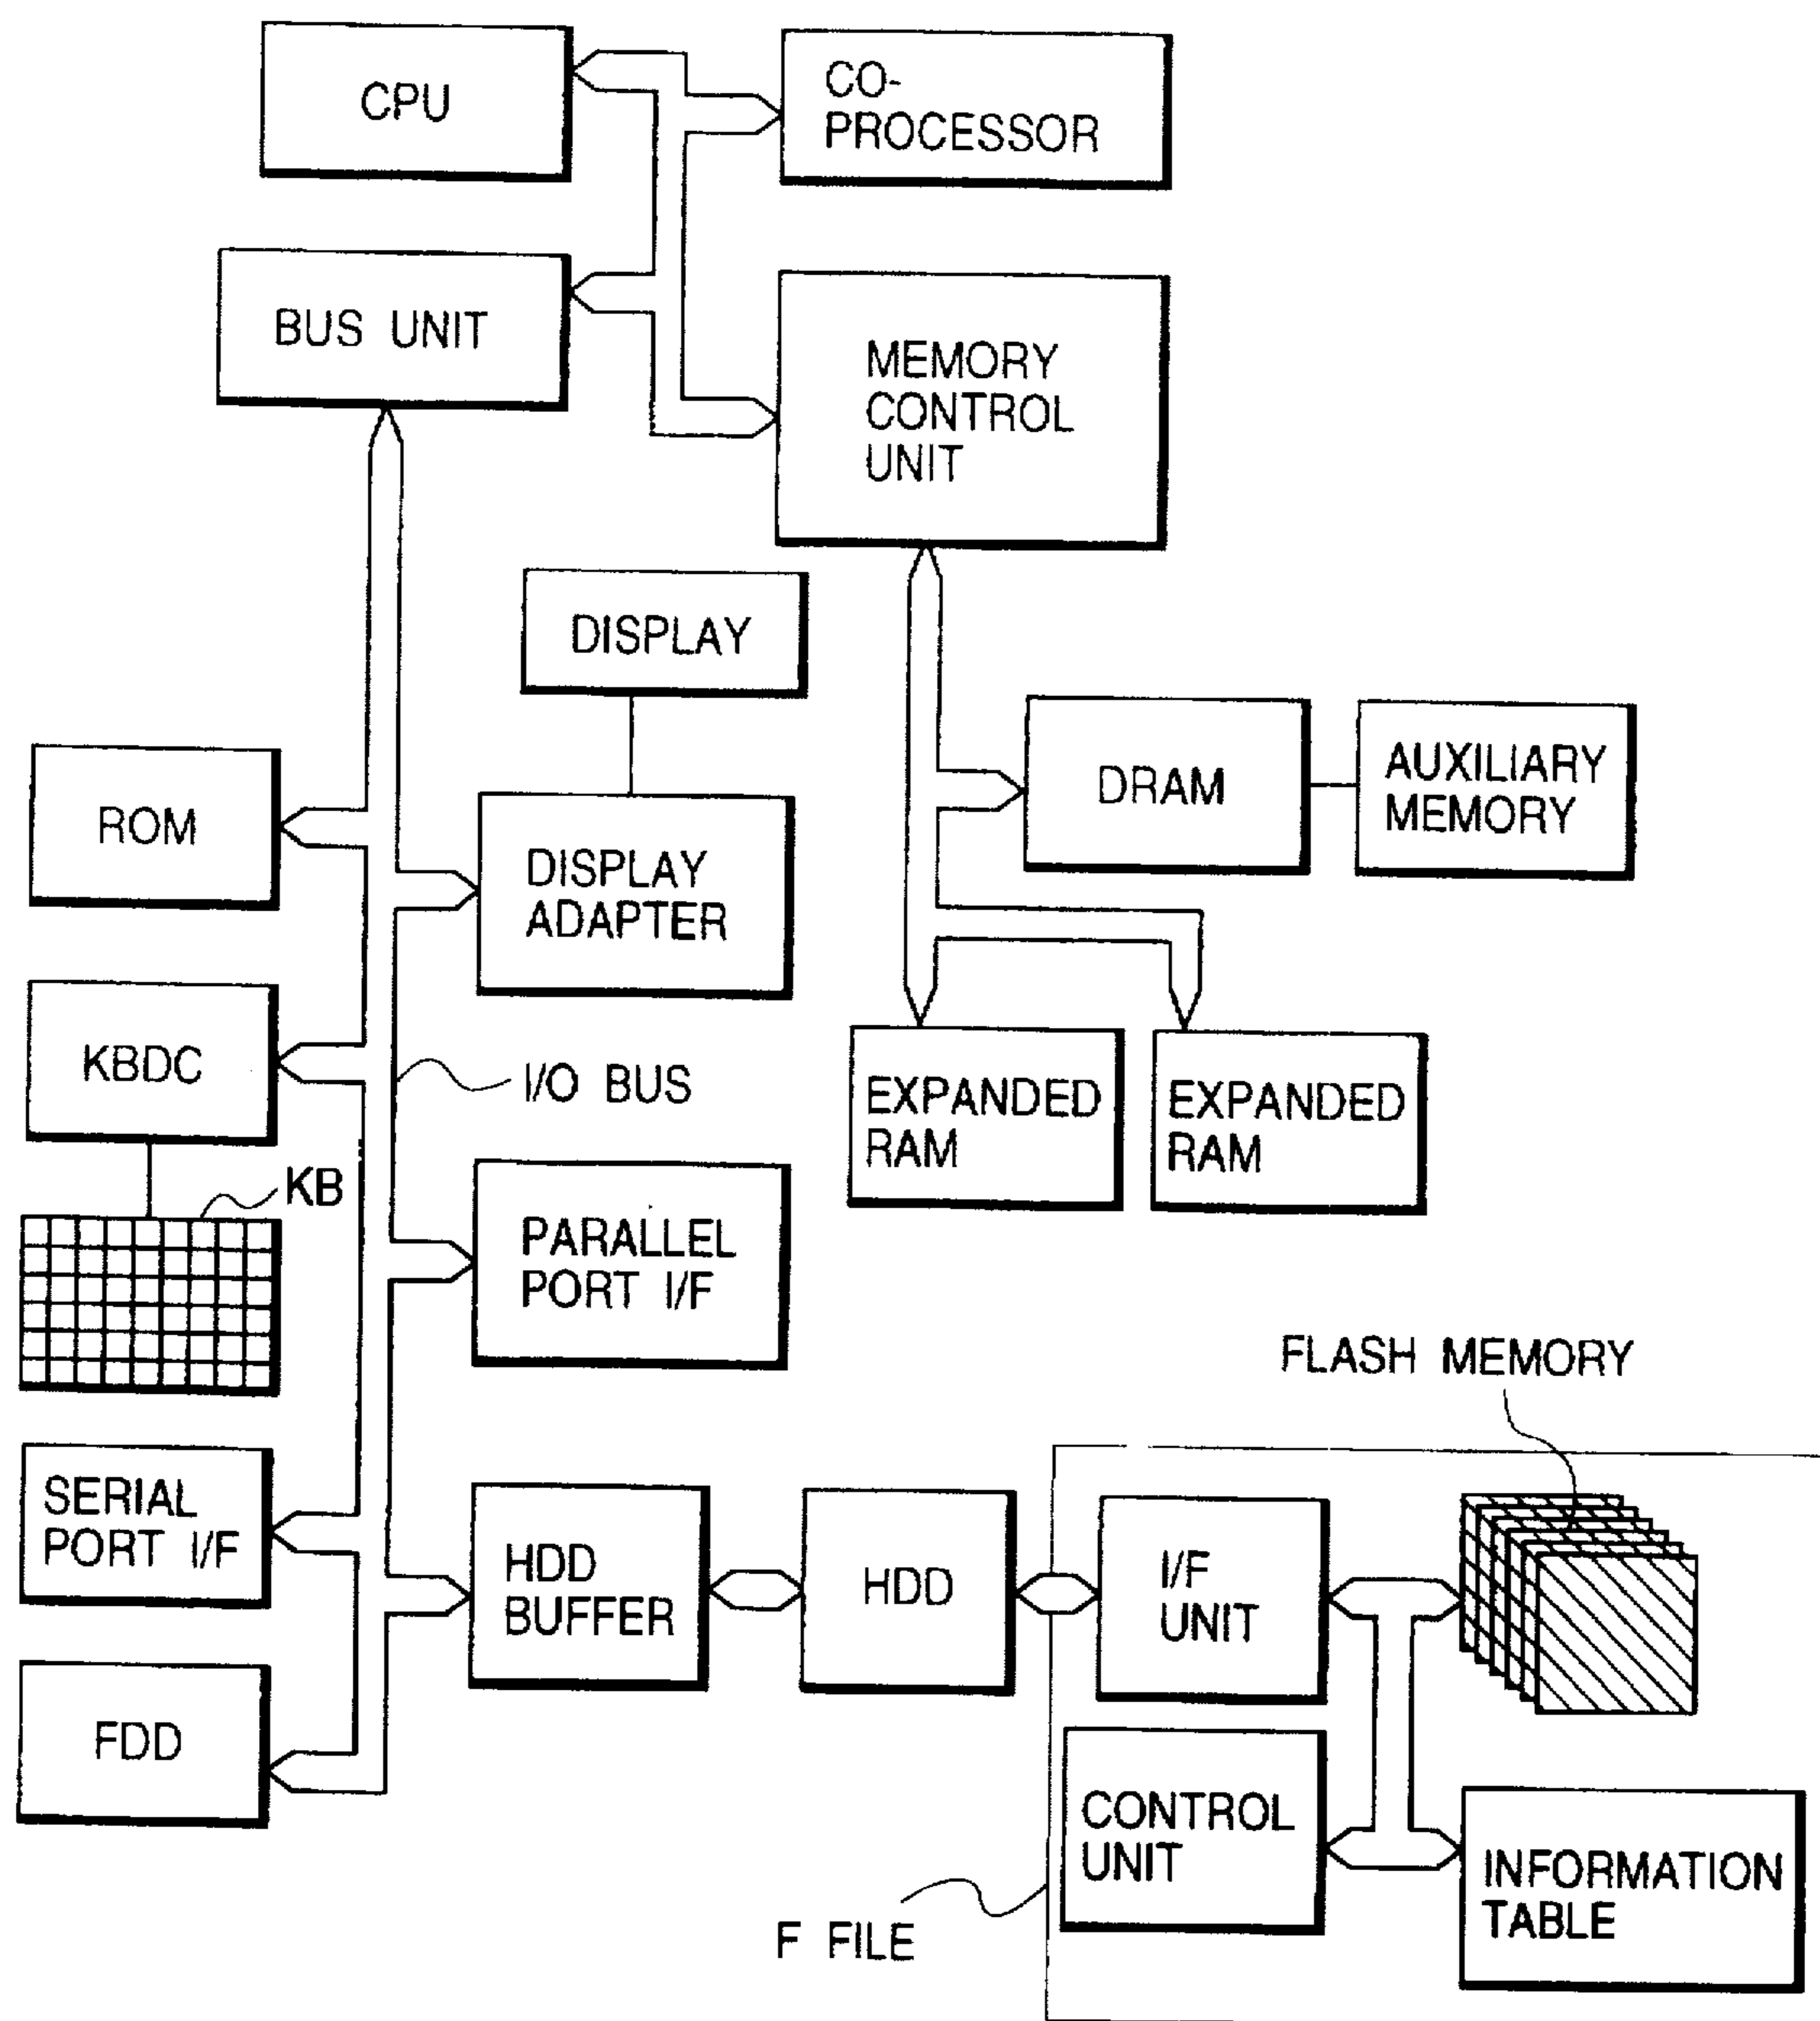 CPU
CO-
PROCESSOR
BUS UNIT
MEMORY
CONTROL
UNIT
DISPLAY
DRAM
AUXILIARY
MEMORY
ROM
DISPLAY
ADAPTER
KBDC
I/O BUS
EXPANDED
RAM
EXPANDED
RAM
KB
PARALLEL
PORT I/F
FLASH MEMORY
SERIAL
PORT I/F
HDD
BUFFER
HDD
I/F
UNIT
FDD
CONTROL
UNIT
INFORMATION
TABLE
F FILE